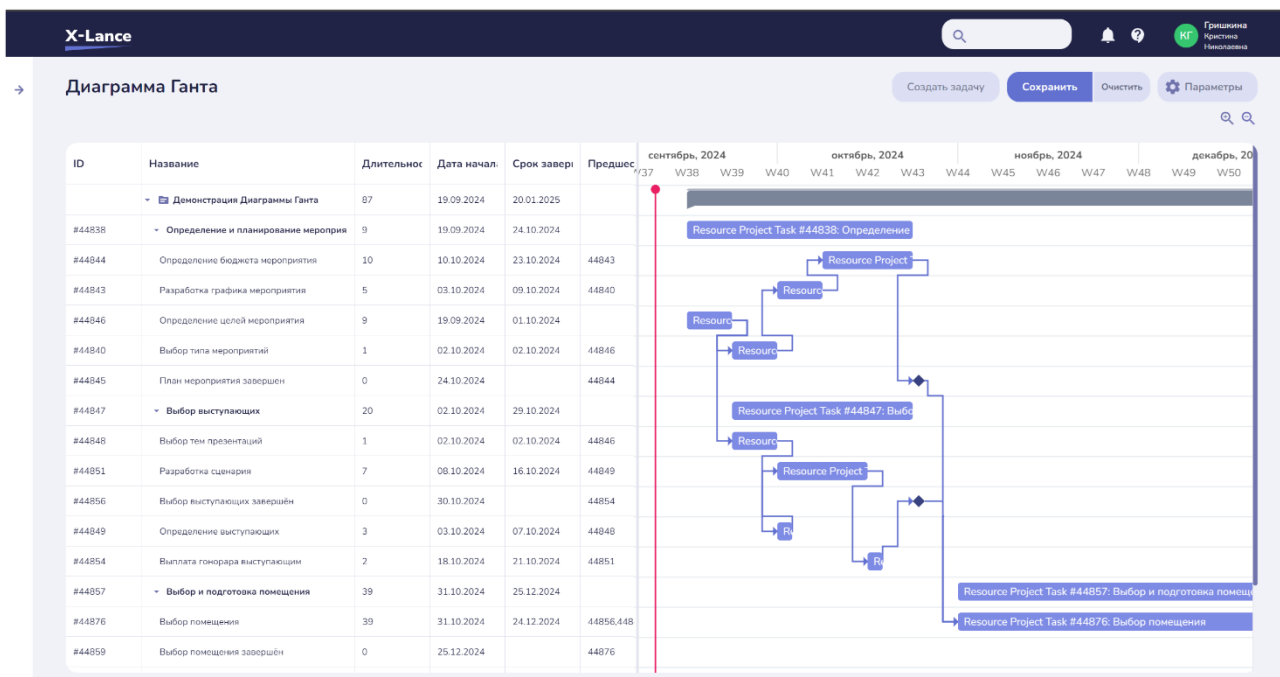 X-Lance
КГ
Гришкина
Кристина
Николаевна
Диаграмма Ганта
Создать задачу
Сохранить
Очистить
Параметры
ID Название Длительнос Дата начал Срок заверш Предшес
сентябрь, 2024 октябрь, 2024 ноябрь, 2024 декабрь, 20
W37 W38 W39 W40 W41 W42 W43 W44 W45 W46 W47 W48 W49 W50
Демонстрация Диаграммы Ганта 87 19.09.2024 20.01.2025
#44838 Определение и планирование мероприя 9 19.09.2024 24.10.2024 Resource Project Task #44838: Определение
#44844 Определение бюджета мероприятия 10 10.10.2024 23.10.2024 44843 Resource Project
#44843 Разработка графика мероприятия 5 03.10.2024 09.10.2024 44840 Resourc
#44846 Определение целей мероприятия 9 19.09.2024 01.10.2024 Resourc
#44840 Выбор типа мероприятий 1 02.10.2024 02.10.2024 44846 Resourc
#44845 План мероприятия завершен 0 24.10.2024 44844
#44847 Выбор выступающих 20 02.10.2024 29.10.2024 Resource Project Task #44847: Выбо
#44848 Выбор тем презентаций 1 02.10.2024 02.10.2024 44846 Resourc
#44851 Разработка сценария 7 08.10.2024 16.10.2024 44849 Resource Project
#44856 Выбор выступающих завершён 0 30.10.2024 44854
#44849 Определение выступающих 3 03.10.2024 07.10.2024 44848 Re
#44854 Выплата гонорара выступающим 2 18.10.2024 21.10.2024 44851 Re
#44857 Выбор и подготовка помещения 39 31.10.2024 25.12.2024 Resource Project Task #44857: Выбор и подготовка помеще
#44876 Выбор помещения 39 31.10.2024 24.12.2024 44856,448 Resource Project Task #44876: Выбор помещения
#44859 Выбор помещения завершён 0 25.12.2024 44876